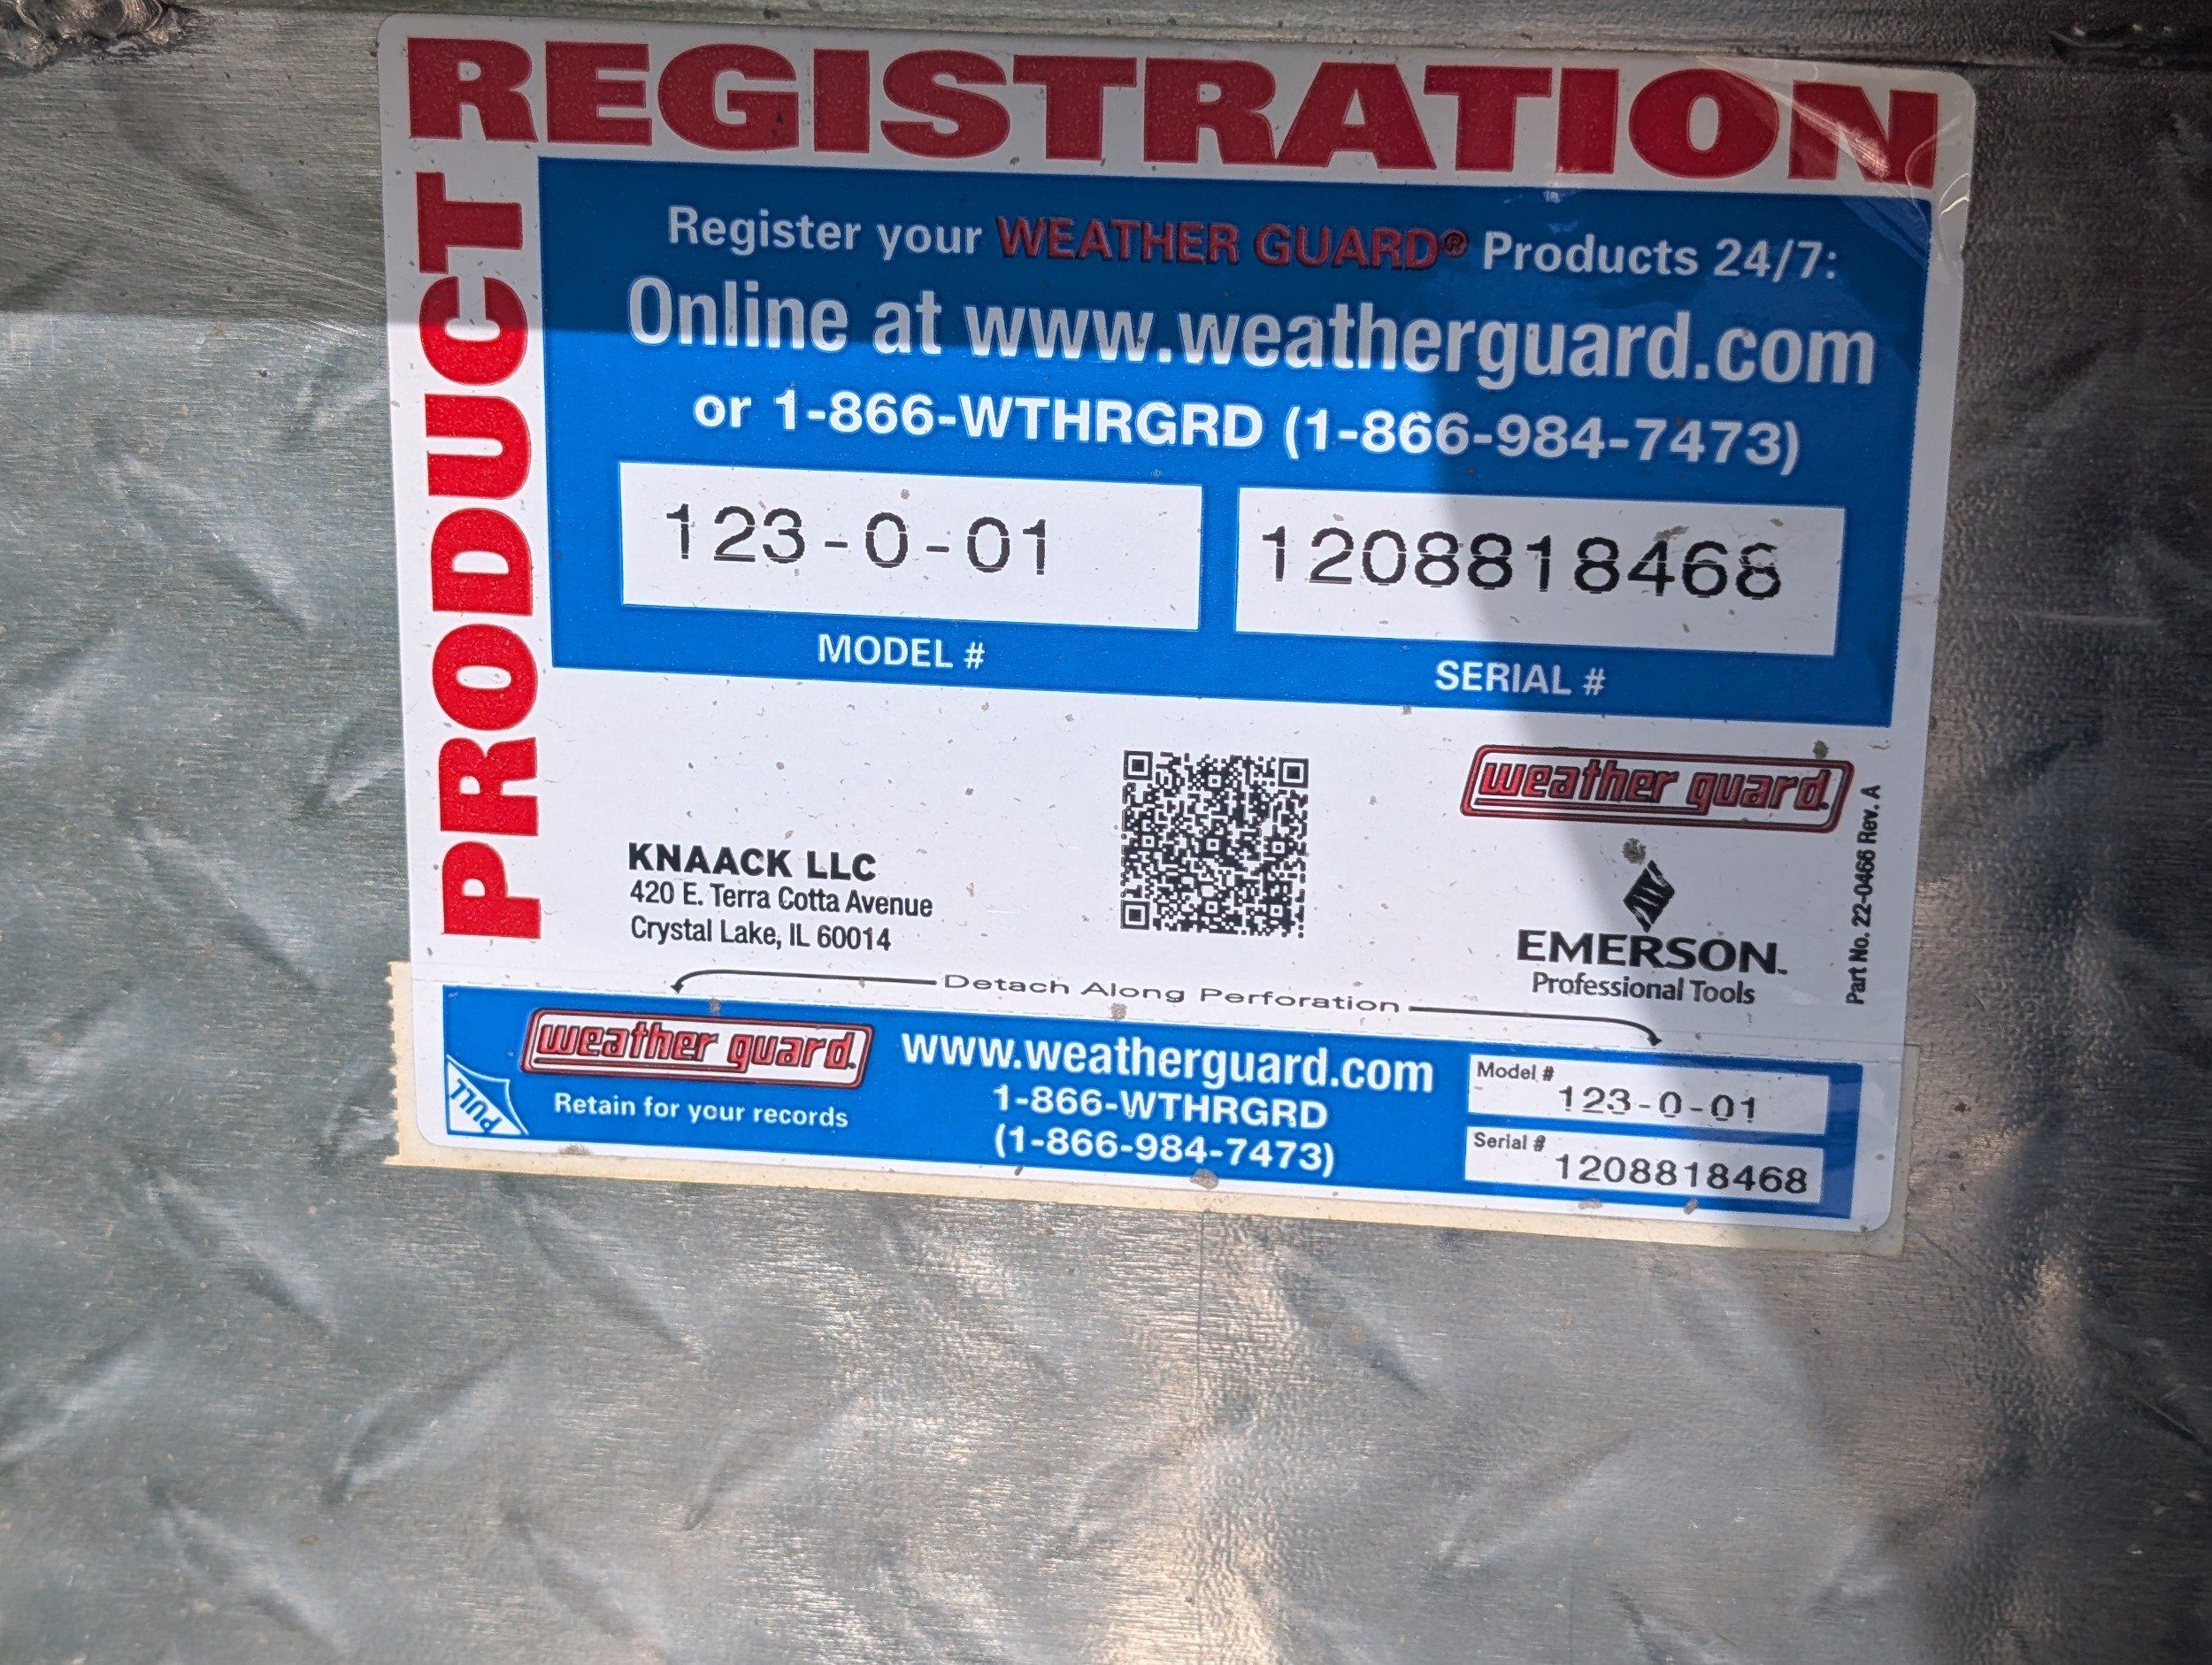 REGISTRATION
PRODUCT
Register your WEATHER GUARD® Products 24/7:
Online at www.weatherguard.com
or 1-866-WTHRGRD (1-866-984-7473)
123-0-01
1208818468
MODEL #
SERIAL #
weather guard.
KNAACK LLC
420 E. Terra Cotta Avenue
Crystal Lake, IL 60014
EMERSON.
Professional Tools
Part No. 22-0466 Rev. A
Detach Along Perforation
PULL
weather guard.
Retain for your records
www.weatherguard.com
1-866-WTHRGRD
(1-866-984-7473)
Model #
123-0-01
Serial #
1208818468